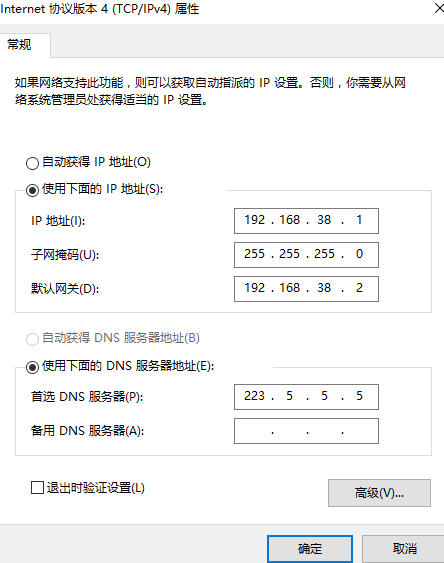 Internet 协议版本 4 (TCP/IPv4) 属性
常规
如果网络支持此功能，则可以获取自动指派的 IP 设置。否则，你需要从网
络系统管理员处获得适当的 IP 设置。
自动获得 IP 地址(O)
使用下面的 IP 地址(S):
IP 地址(I): 192 . 168 . 38 . 1
子网掩码(U): 255 . 255 . 255 . 0
默认网关(D): 192 . 168 . 38 . 2
自动获得 DNS 服务器地址(B)
使用下面的 DNS 服务器地址(E):
首选 DNS 服务器(P): 223 . 5 . 5 . 5
备用 DNS 服务器(A): . . .
退出时验证设置(L)
高级(V)...
确定 取消